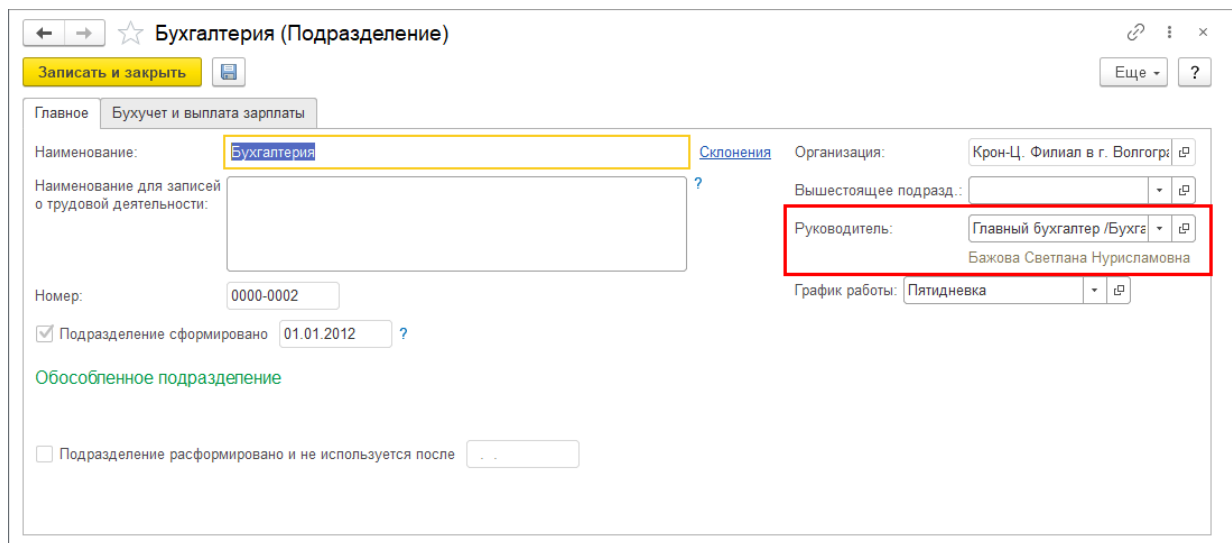 Бухгалтерия (Подразделение)
Записать и закрыть
Еще
?
Главное
Бухучет и выплата зарплаты
Наименование:
Бухгалтерия
Склонения
Организация:
Крон-Ц. Филиал в г. Волгогра
Наименование для записей
о трудовой деятельности:
?
Вышестоящее подразд.:
Руководитель:
Главный бухгалтер /Бухга
Бажова Светлана Нурисламовна
Номер:
0000-0002
График работы:
Пятидневка
Подразделение сформировано
01.01.2012
?
Обособленное подразделение
Подразделение расформировано и не используется после
. .